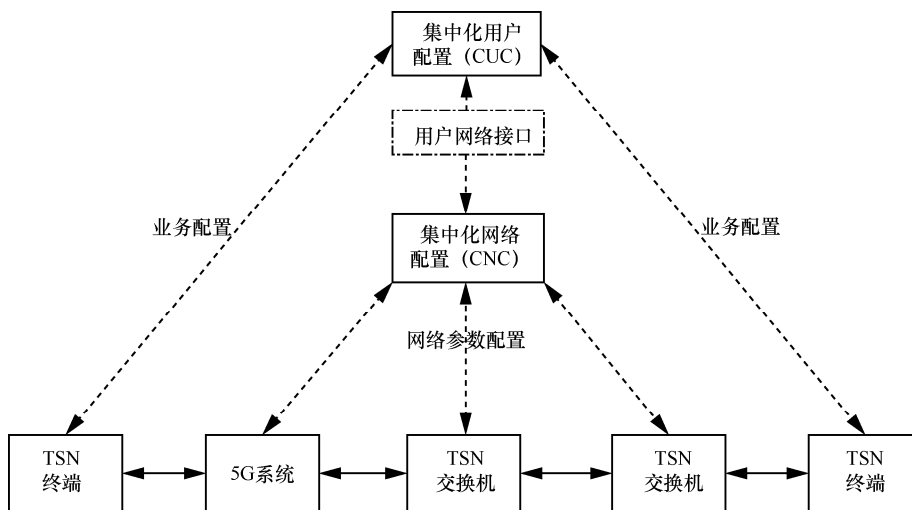 集中化用户
配置（CUC）
用户网络接口
业务配置
业务配置
集中化网络
配置（CNC）
网络参数配置
TSN
终端
5G系统
TSN
交换机
TSN
交换机
TSN
终端